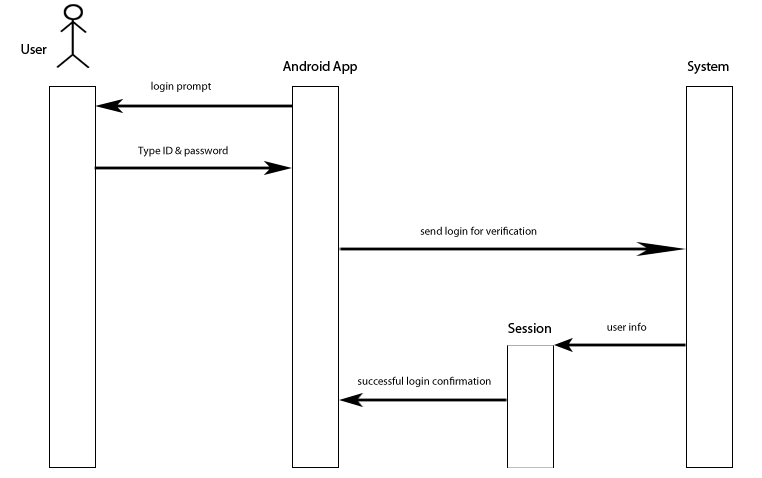 User
Android App
System
login prompt
Type ID & password
send login for verification
Session
user info
successful login confirmation